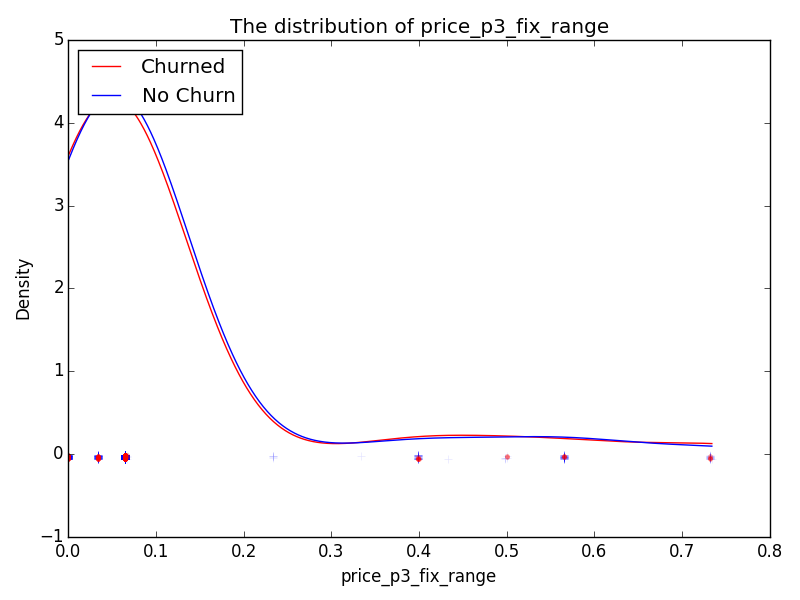 The distribution of price_p3_fix_range
Churned
No Churn
5
4
3
2
1
0
−1
Density
0.0 0.1 0.2 0.3 0.4 0.5 0.6 0.7 0.8
price_p3_fix_range